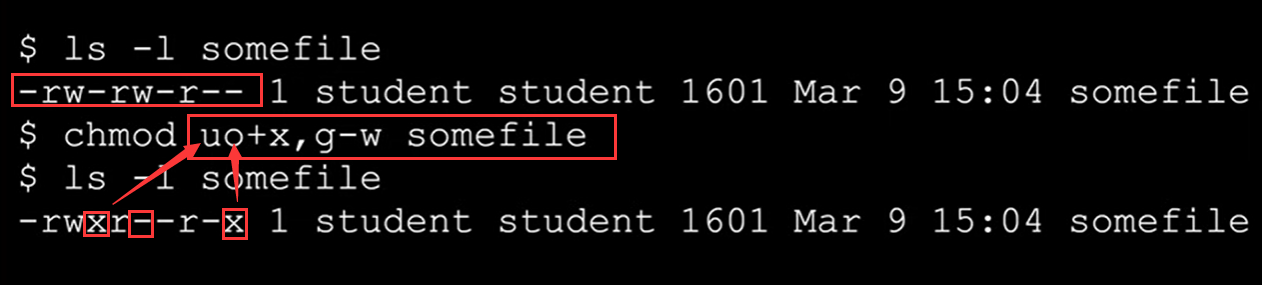 $ ls -l somefile
-rw-rw-r-- 1 student student 1601 Mar 9 15:04 somefile
$ chmod uo+x,g-w somefile
$ ls -l somefile
-rwxr--r-x 1 student student 1601 Mar 9 15:04 somefile